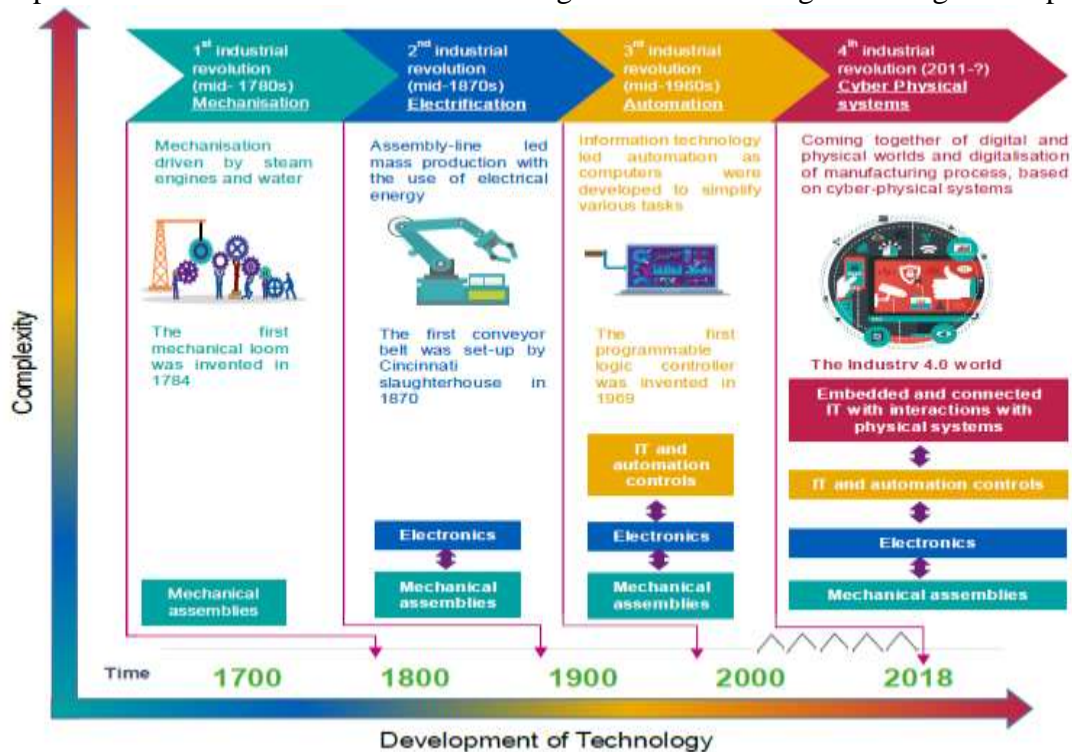 1st industrial
revolution
(mid- 1780s)
Mechanisation
2nd industrial
revolution
(mid-1870s)
Electrification
3rd industrial
revolution
(mid-1960s)
Automation
4th industrial
revolution (2011-?)
Cyber Physical
systems
Mechanisation
driven by steam
engines and water
Assembly-line led
mass production with
the use of electrical
energy
Information technology
led automation as
computers were
developed to simplify
various tasks
Coming together of digital and
physical worlds and digitalisation
of manufacturing process, based
on cyber-physical systems
The first
mechanical loom
was invented in
1784
The first conveyor
belt was set-up by
Cincinnati
slaughterhouse in
1870
The first
programmable
logic controller
was invented in
1969
The Industry 4.0 world
Embedded and connected
IT with interactions with
physical systems
IT and automation controls
Electronics
Mechanical assemblies
IT and
automation
controls
Electronics
Mechanical
assemblies
Electronics
Mechanical
assemblies
Mechanical
assemblies
Complexity
Time 1700 1800 1900 2000 2018
Development of Technology